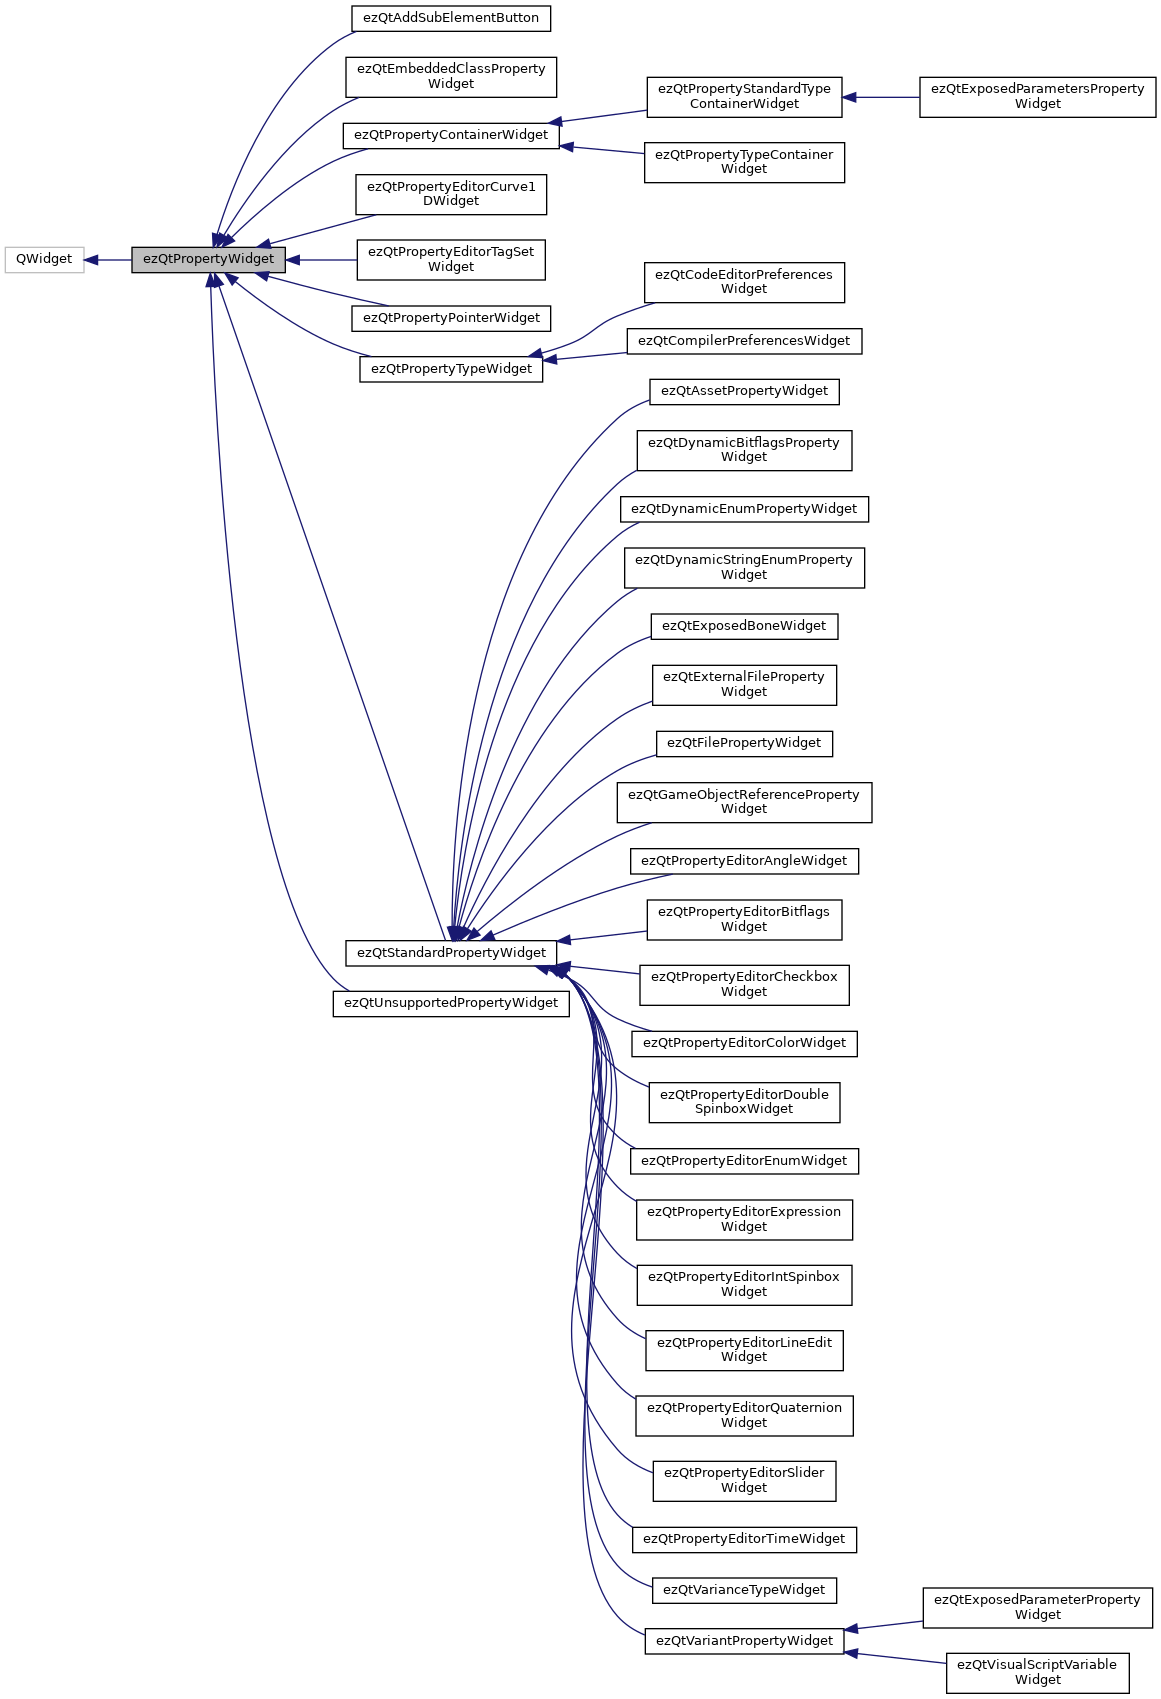 QWidget
ezQtPropertyWidget
ezQtAddSubElementButton
ezQtEmbeddedClassProperty
Widget
ezQtPropertyContainerWidget
ezQtPropertyStandardType
ContainerWidget
ezQtExposedParametersProperty
Widget
ezQtPropertyTypeContainer
Widget
ezQtPropertyEditorCurve1
DWidget
ezQtPropertyEditorTagSet
Widget
ezQtPropertyPointerWidget
ezQtPropertyTypeWidget
ezQtCodeEditorPreferences
Widget
ezQtCompilerPreferencesWidget
ezQtStandardPropertyWidget
ezQtUnsupportedPropertyWidget
ezQtAssetPropertyWidget
ezQtDynamicBitflagsProperty
Widget
ezQtDynamicEnumPropertyWidget
ezQtDynamicStringEnumProperty
Widget
ezQtExposedBoneWidget
ezQtExternalFileProperty
Widget
ezQtFilePropertyWidget
ezQtGameObjectReferenceProperty
Widget
ezQtPropertyEditorAngleWidget
ezQtPropertyEditorBitflags
Widget
ezQtPropertyEditorCheckbox
Widget
ezQtPropertyEditorColorWidget
ezQtPropertyEditorDouble
SpinboxWidget
ezQtPropertyEditorEnumWidget
ezQtPropertyEditorExpression
Widget
ezQtPropertyEditorIntSpinbox
Widget
ezQtPropertyEditorLineEdit
Widget
ezQtPropertyEditorQuaternion
Widget
ezQtPropertyEditorSlider
Widget
ezQtPropertyEditorTimeWidget
ezQtVarianceTypeWidget
ezQtVariantPropertyWidget
ezQtExposedParameterProperty
Widget
ezQtVisualScriptVariable
Widget